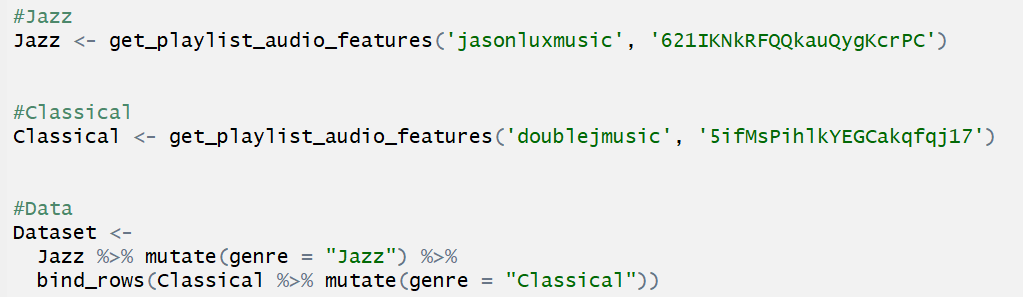 #Jazz
Jazz <- get_playlist_audio_features('jasonluxmusic', '621IKNkRFQQkauQygKcrPC')
#Classical
Classical <- get_playlist_audio_features('doublejmusic', '5ifMsPihlkYEGCakqfqj17')
#Data
Dataset <-
  Jazz %>% mutate(genre = "Jazz") %>%
  bind_rows(Classical %>% mutate(genre = "Classical"))